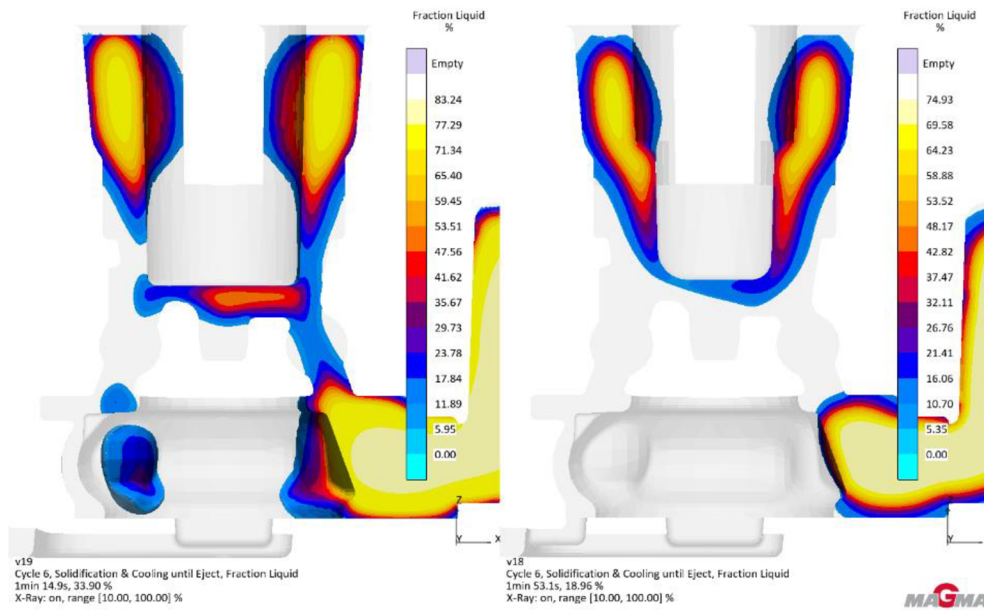 Fraction Liquid
%
Empty
83.24
77.29
71.34
65.40
59.45
53.51
47.56
41.62
35.67
29.73
23.78
17.84
11.89
5.95
0.00
Z
Y
X
v19
Cycle 6, Solidification & Cooling until Eject, Fraction Liquid
1min 14.9s, 33.90 %
X-Ray: on, range [10.00, 100.00] %
Fraction Liquid
%
Empty
74.93
69.58
64.23
58.88
53.52
48.17
42.82
37.47
32.11
26.76
21.41
16.06
10.70
5.35
0.00
Y
v18
Cycle 6, Solidification & Cooling until Eject, Fraction Liquid
1min 53.1s, 18.96 %
X-Ray: on, range [10.00, 100.00] %
MAGMA